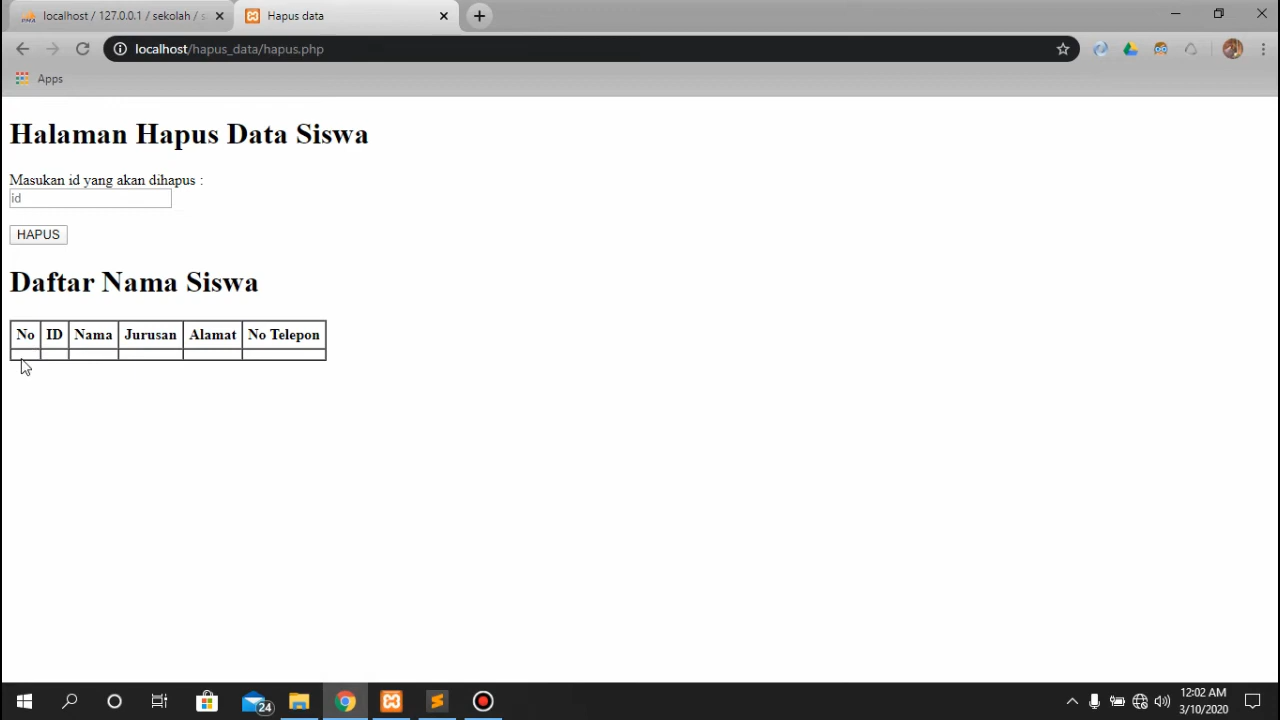 localhost / 127.0.0.1 / sekolah / s
Hapus data
localhost/hapus_data/hapus.php
Apps
Halaman Hapus Data Siswa
Masukan id yang akan dihapus :
id
HAPUS
Daftar Nama Siswa
No ID Nama Jurusan Alamat No Telepon
24
12:02 AM
3/10/2020